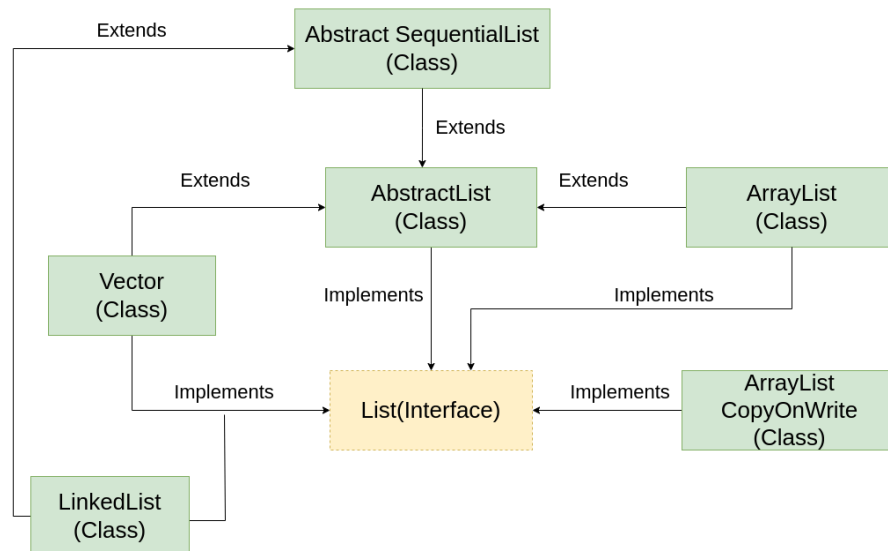 Extends
Abstract SequentialList
(Class)
Extends
Extends
AbstractList
(Class)
Extends
ArrayList
(Class)
Vector
(Class)
Implements
Implements
Implements
List(Interface)
Implements
ArrayList
CopyOnWrite
(Class)
LinkedList
(Class)